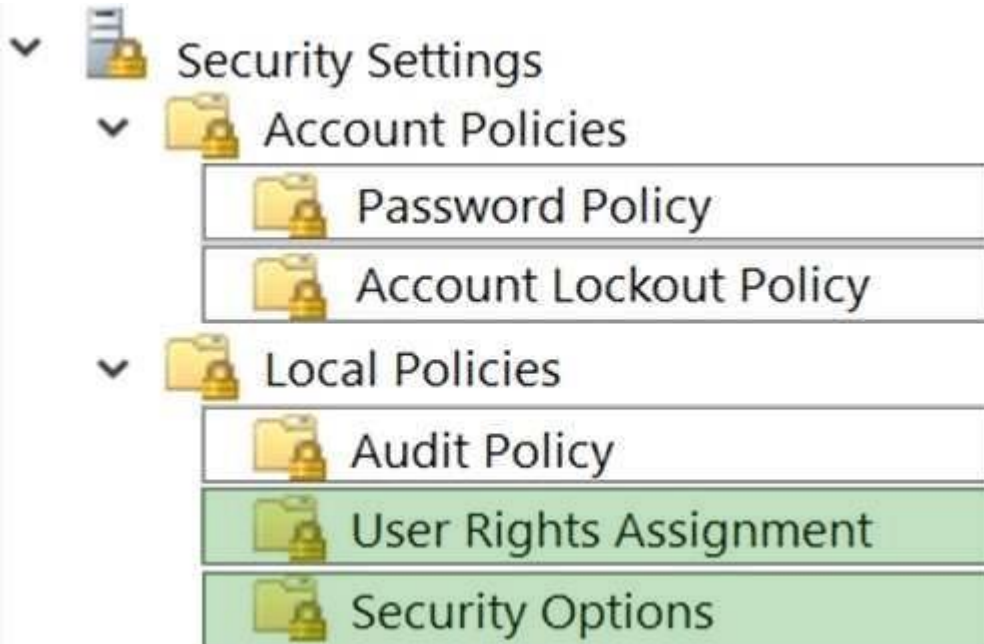 Security Settings
Account Policies
Password Policy
Account Lockout Policy
Local Policies
Audit Policy
User Rights Assignment
Security Options